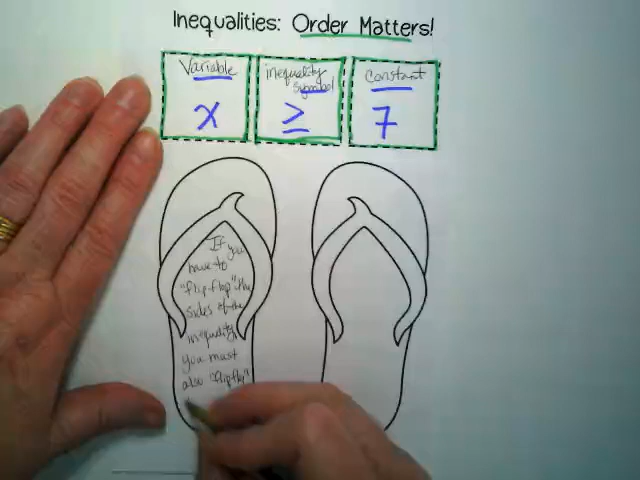 Inequalities: Order Matters!
Variable
inequality
symbol
constant
x
≥
7
If you
have to
"flip-flop" the
sides of the
inequality,
you must
also "flip